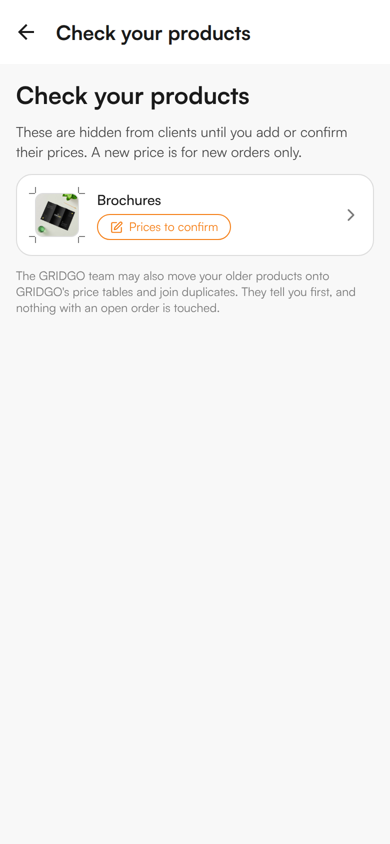 Check your products
Check your products
These are hidden from clients until you add or confirm
their prices. A new price is for new orders only.
Brochures
Prices to confirm
The GRIDGO team may also move your older products onto
GRIDGO's price tables and join duplicates. They tell you first, and
nothing with an open order is touched.